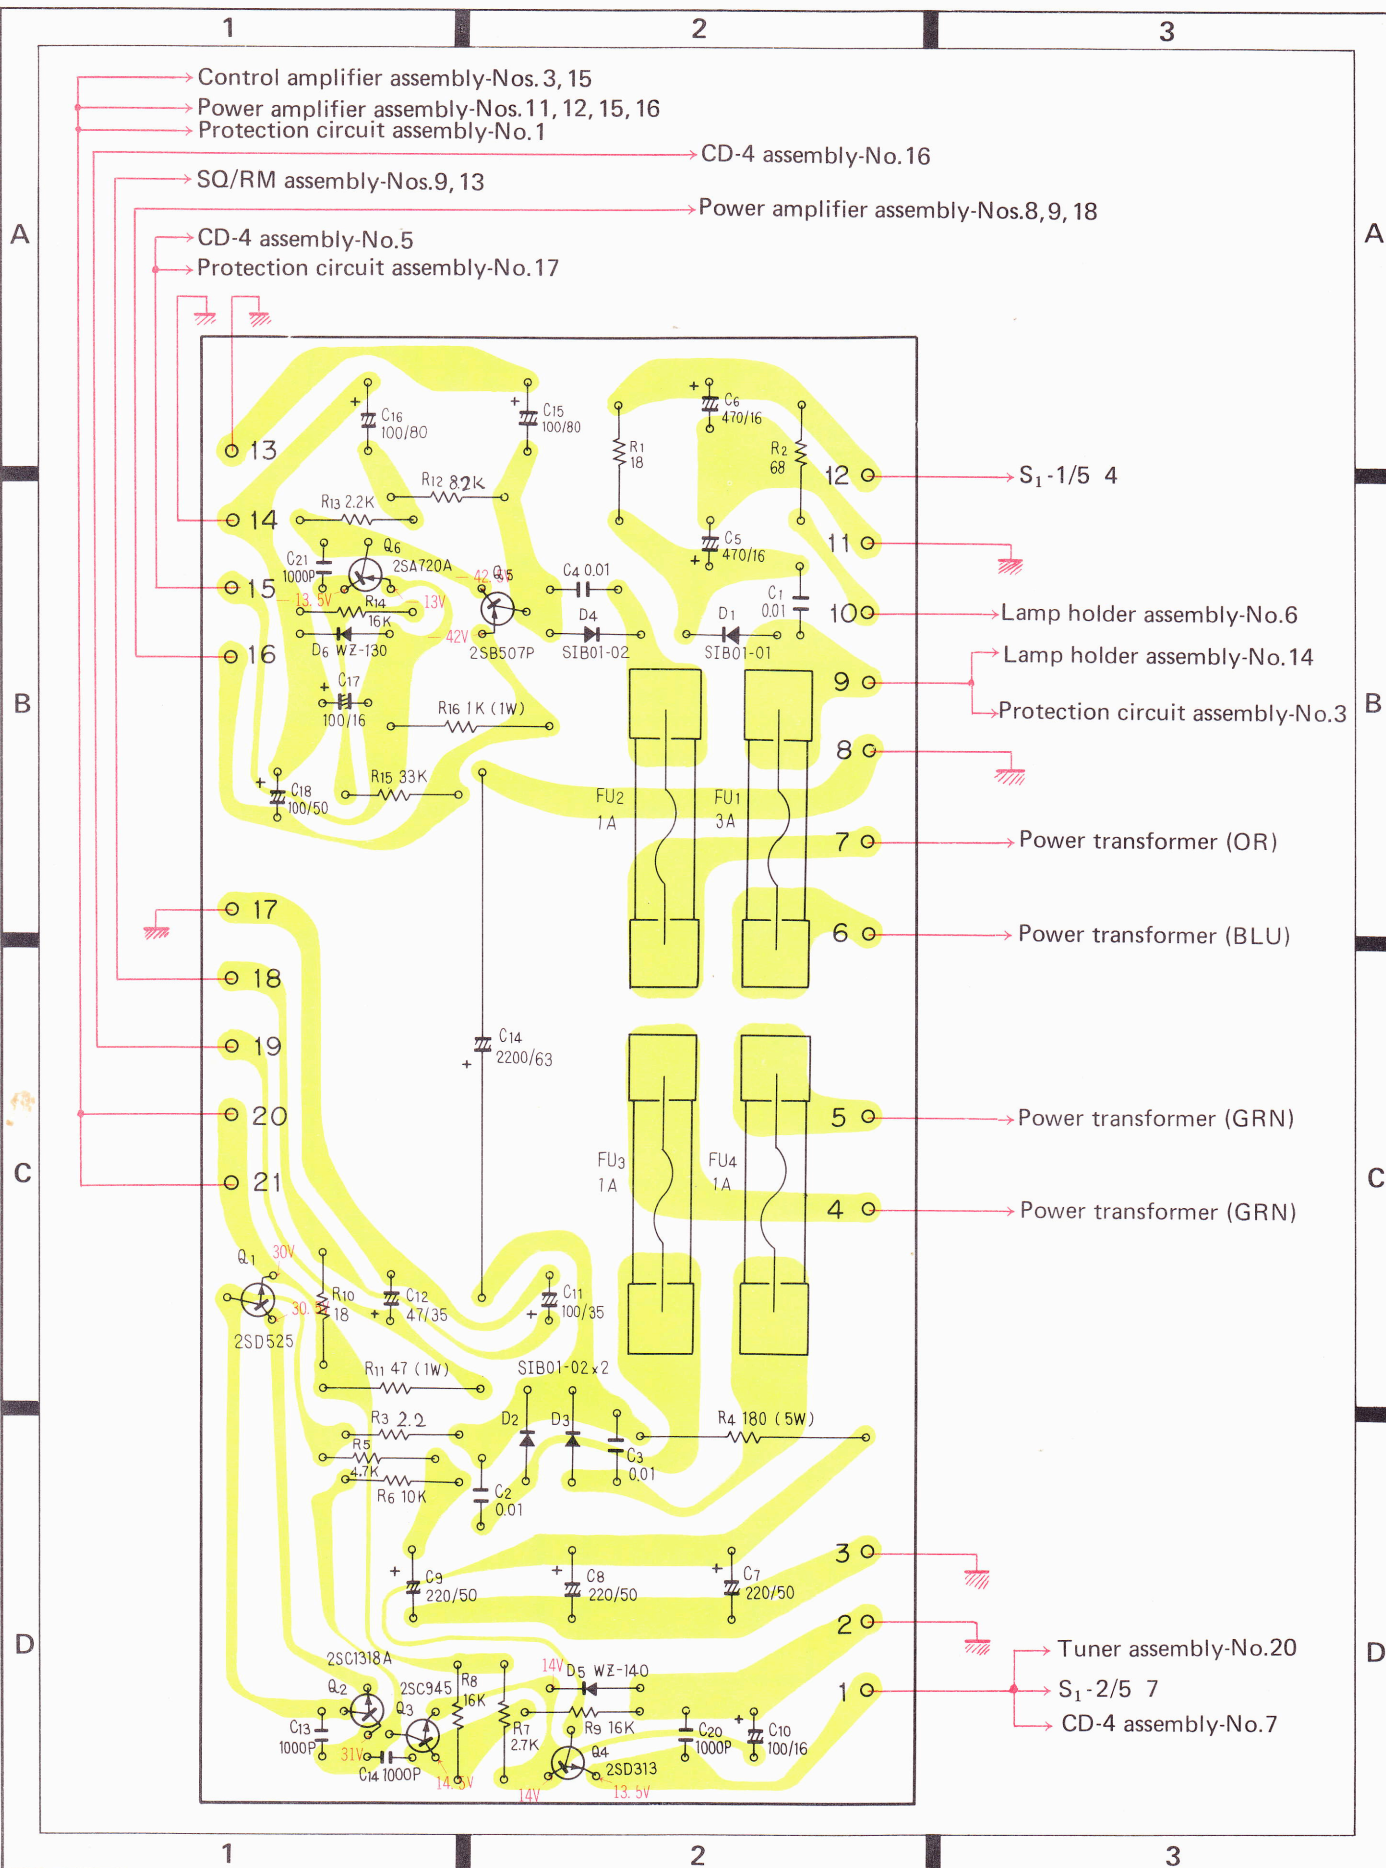 1 2 3
Control amplifier assembly-Nos.3, 15
Power amplifier assembly-Nos.11, 12, 15, 16
Protection circuit assembly-No.1
CD-4 assembly-No.16
SQ/RM assembly-Nos.9, 13
Power amplifier assembly-Nos.8, 9, 18
A A
CD-4 assembly-No.5
Protection circuit assembly-No.17
C16
100/80
C15
100/80
C6
470/16
13
R1
18
R2
68
12
S1-1/5 4
R12 8.2K
R13 2.2K
14
C21
1000P
Q6
2SA720A
C5
470/16
11
15
-13.5V
-13V
R14
16K
Q5
C4 0.01
C1
0.01
D1
SIB01-01
10
Lamp holder assembly-No.6
D4
SIB01-02
-42V
2SB507P
D6 WZ-130
16
Lamp holder assembly-No.14
9
B B
Protection circuit assembly-No.3
C17
100/16
R16 1K (1W)
8
C18
100/50
R15 33K
FU2
1A
FU1
3A
7
Power transformer (OR)
17
6
Power transformer (BLU)
18
19
C14
2200/63
20
5
Power transformer (GRN)
C C
FU3
1A
FU4
1A
21
4
Power transformer (GRN)
Q1
30V
2SD525
R10
18
C12
47/35
C11
100/35
R11 47 (1W)
SIB01-02x2
R3 2.2
D2
D3
R4 180 (5W)
R5
4.7K
R6 10K
C3
0.01
C2
0.01
3
C9
220/50
C8
220/50
C7
220/50
2
D D
Tuner assembly-No.20
2SC1318A
Q2
2SC945
Q3
R8
16K
14V
D5 WZ-140
1
S1-2/5 7
CD-4 assembly-No.7
C13
1000P
31V
C14 1000P
14.5V
R7
2.7K
R9 16K
Q4
2SD313
14V
13.5V
C20
1000P
C10
100/16
1 2 3